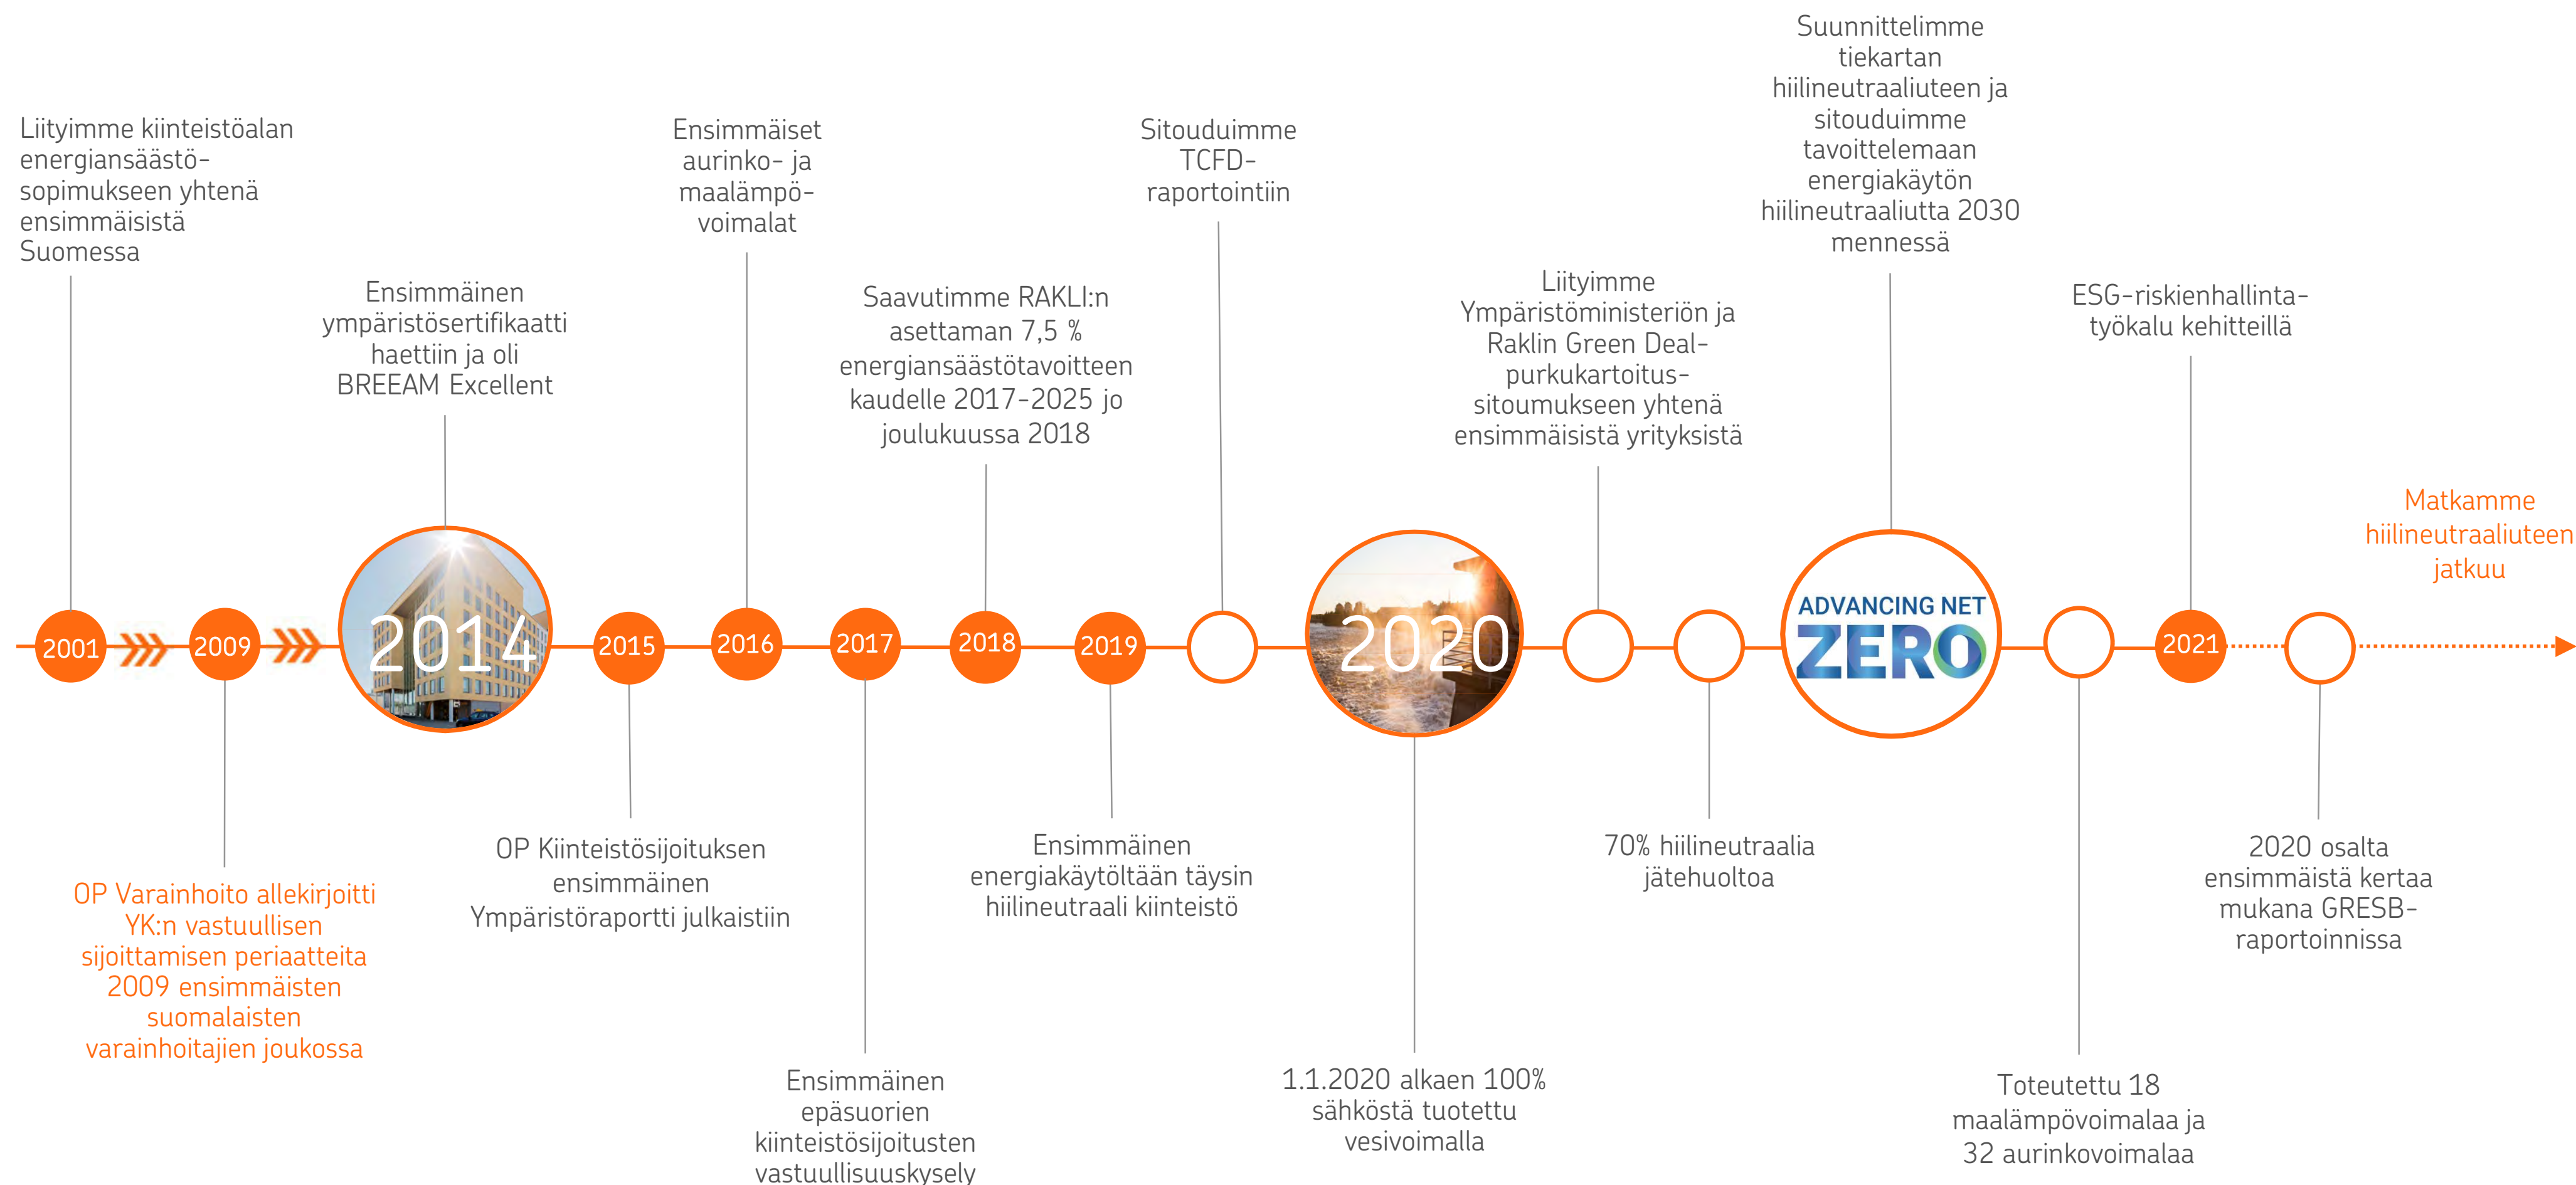 Liityimme kiinteistöalan
energiansäästö-
sopimukseen yhtenä
ensimmäisistä
Suomessa
2001
2009
OP Varainhoito allekirjoitti
YK:n vastuullisen
sijoittamisen periaatteita
2009 ensimmäisten
suomalaisten
varainhoitajien joukossa
Ensimmäinen
ympäristösertifikaatti
haettiin ja oli
BREEAM Excellent
2014
2015
OP Kiinteistösijoituksen
ensimmäinen
Ympäristöraportti julkaistiin
Ensimmäiset
aurinko- ja
maalämpö-
voimalat
2016
2017
Ensimmäinen
epäsuorien
kiinteistösijoitusten
vastuullisuuskysely
Saavutimme RAKLI:n
asettaman 7,5 %
energiansäästötavoitteen
kaudelle 2017-2025 jo
joulukuussa 2018
2018
2019
Ensimmäinen
energiakäytöltään täysin
hiilineutraali kiinteistö
Sitouduimme
TCFD-
raportointiin
2020
1.1.2020 alkaen 100%
sähköstä tuotettu
vesivoimalla
Liityimme
Ympäristöministeriön ja
Raklin Green Deal-
purkukartoitus-
sitoumukseen yhtenä
ensimmäisistä yrityksistä
70% hiilineutraalia
jätehuoltoa
Suunnittelimme
tiekartan
hiilineutraaliuteen ja
sitouduimme
tavoittelemaan
energiakäytön
hiilineutraaliutta 2030
mennessä
ADVANCING NET
ZERO
Toteutettu 18
maalämpövoimalaa ja
32 aurinkovoimalaa
ESG-riskienhallinta-
työkalu kehitteillä
2021
2020 osalta
ensimmäistä kertaa
mukana GRESB-
raportoinnissa
Matkamme
hiilineutraaliuteen
jatkuu